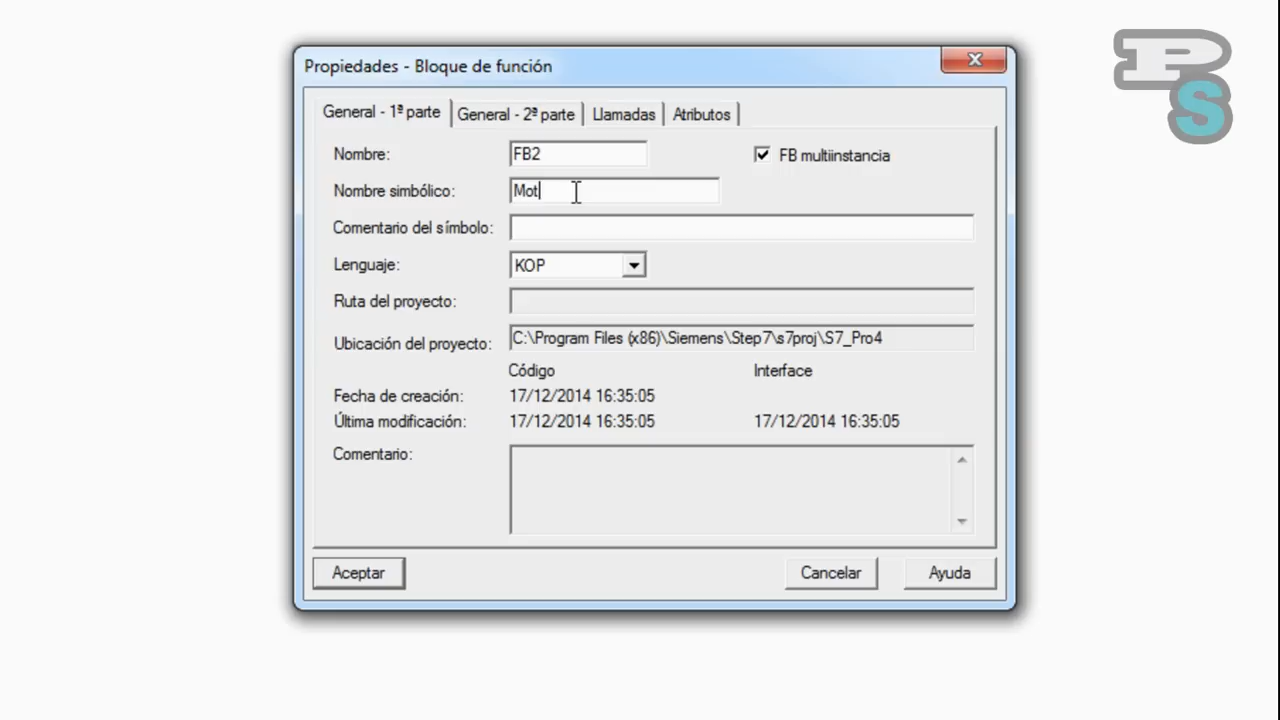 PS
Propiedades - Bloque de función
General - 1ª parte General - 2ª parte Llamadas Atributos
Nombre: FB2 FB multiinstancia
Nombre simbólico: Mot
Comentario del símbolo:
Lenguaje: KOP
Ruta del proyecto:
Ubicación del proyecto: C:\Program Files (x86)\Siemens\Step7\s7proj\S7_Pro4
Código Interface
Fecha de creación: 17/12/2014 16:35:05
Última modificación: 17/12/2014 16:35:05 17/12/2014 16:35:05
Comentario:
Aceptar Cancelar Ayuda